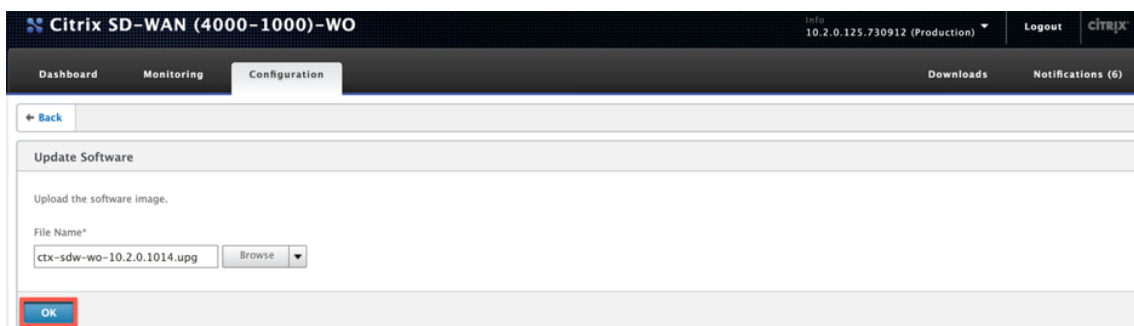 Citrix SD-WAN (4000-1000)-WO
Info
10.2.0.125.730912 (Production)
Logout
CİTRIX
Dashboard
Monitoring
Configuration
Downloads
Notifications (6)
← Back
Update Software
Upload the software image.
File Name*
ctx-sdw-wo-10.2.0.1014.upg
Browse
OK